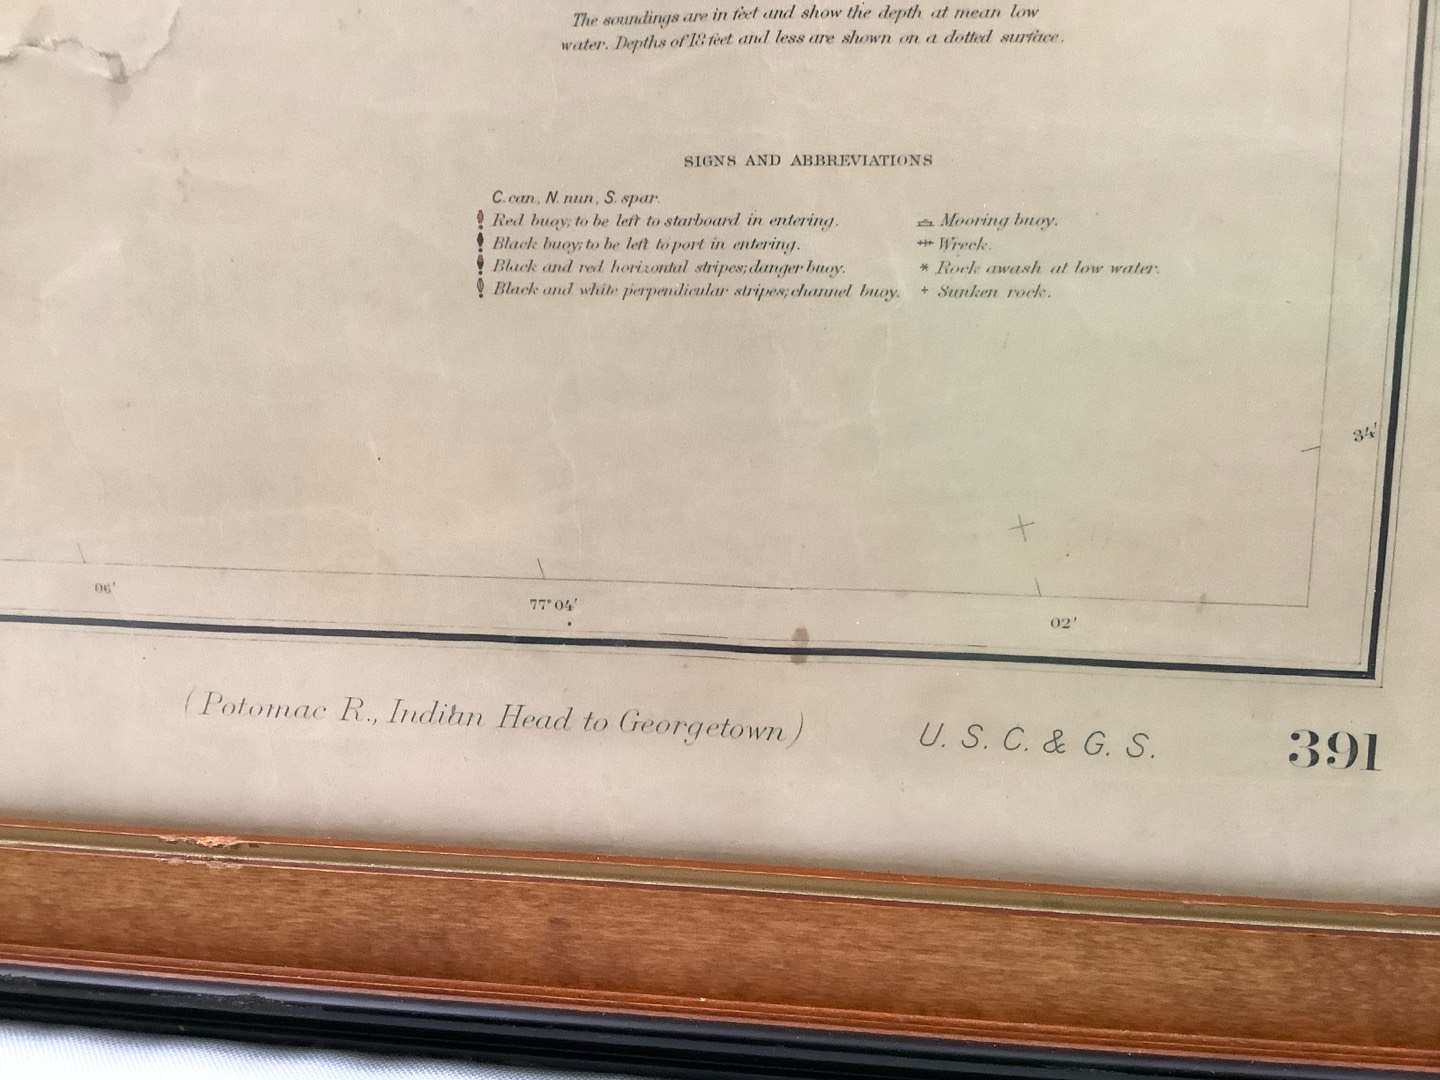 The soundings are in feet and show the depth at mean low
water. Depths of 18 feet and less are shown on a dotted surface.
SIGNS AND ABBREVIATIONS
C. can, N. nun, S. spar.
Red buoy; to be left to starboard in entering.
Black buoy; to be left to port in entering.
Black and red horizontal stripes; danger buoy.
Black and white perpendicular stripes; channel buoy.
Mooring buoy.
Wreck.
Rock awash at low water.
Sunken rock.
34'
06'
77° 04'
02'
(Potomac R., Indian Head to Georgetown)
U. S. C. & G. S.
391